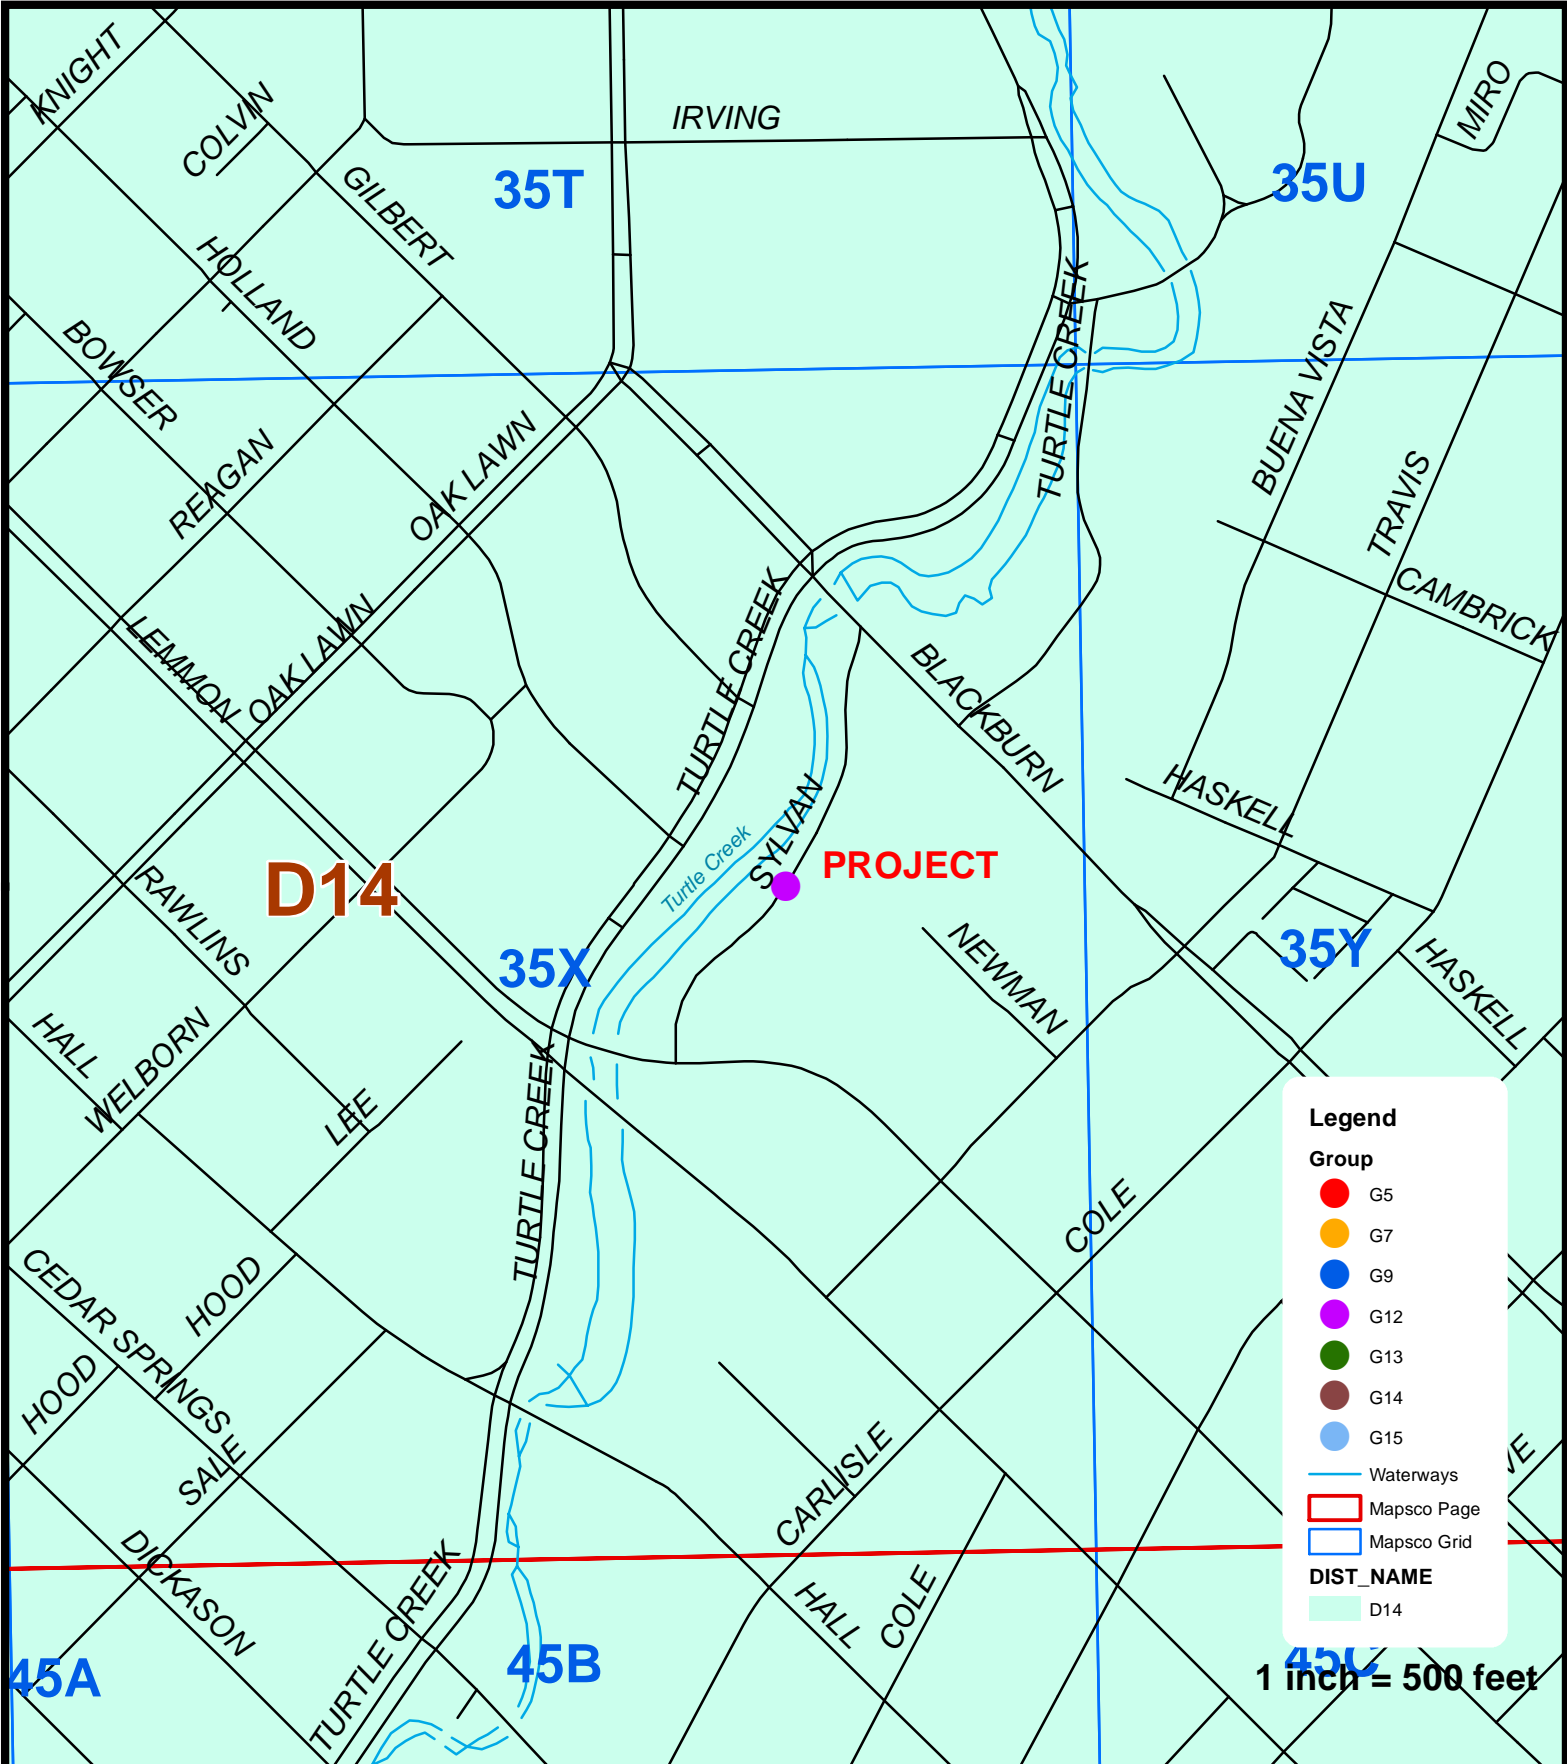 KNIGHT
COLVIN
IRVING
MIRO
35T
35U
GILBERT
HOLLAND
TURTLE CREEK
BOWSER
BUENA VISTA
REAGAN
OAK LAWN
TRAVIS
CAMBRICK
TURTLE CREEK
LEMMON
OAK LAWN
BLACKBURN
HASKELL
SYLVAN
Turtle Creek
PROJECT
D14
RAWLINS
35X
NEWMAN
35Y
HASKELL
HALL
WELBORN
LEE
TURTLE CREEK
COLE
CEDAR SPRINGS
HOOD
HOOD
SALE
CARLISLE
DICKASON
TURTLE CREEK
HALL
COLE
VE
45A
45B
45C
Legend
Group
G5
G7
G9
G12
G13
G14
G15
Waterways
Mapsco Page
Mapsco Grid
DIST_NAME
D14
1 inch = 500 feet